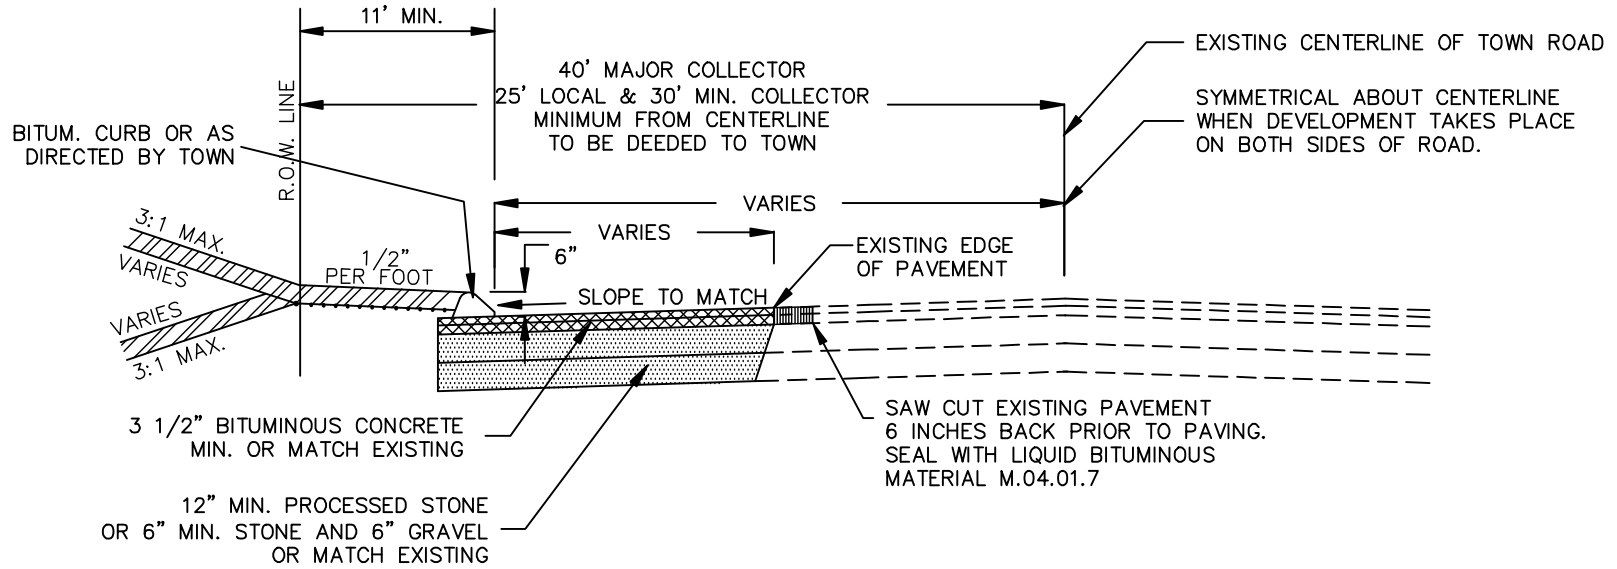 11' MIN.
EXISTING CENTERLINE OF TOWN ROAD
40' MAJOR COLLECTOR
25' LOCAL & 30' MIN. COLLECTOR
MINIMUM FROM CENTERLINE
TO BE DEEDED TO TOWN
SYMMETRICAL ABOUT CENTERLINE
WHEN DEVELOPMENT TAKES PLACE
ON BOTH SIDES OF ROAD.
R.O.W. LINE
BITUM. CURB OR AS
DIRECTED BY TOWN
VARIES
VARIES
6"
EXISTING EDGE
OF PAVEMENT
3:1 MAX.
VARIES
1/2"
PER FOOT
SLOPE TO MATCH
VARIES
3:1 MAX.
3 1/2" BITUMINOUS CONCRETE
MIN. OR MATCH EXISTING
SAW CUT EXISTING PAVEMENT
6 INCHES BACK PRIOR TO PAVING.
SEAL WITH LIQUID BITUMINOUS
MATERIAL M.04.01.7
12" MIN. PROCESSED STONE
OR 6" MIN. STONE AND 6" GRAVEL
OR MATCH EXISTING